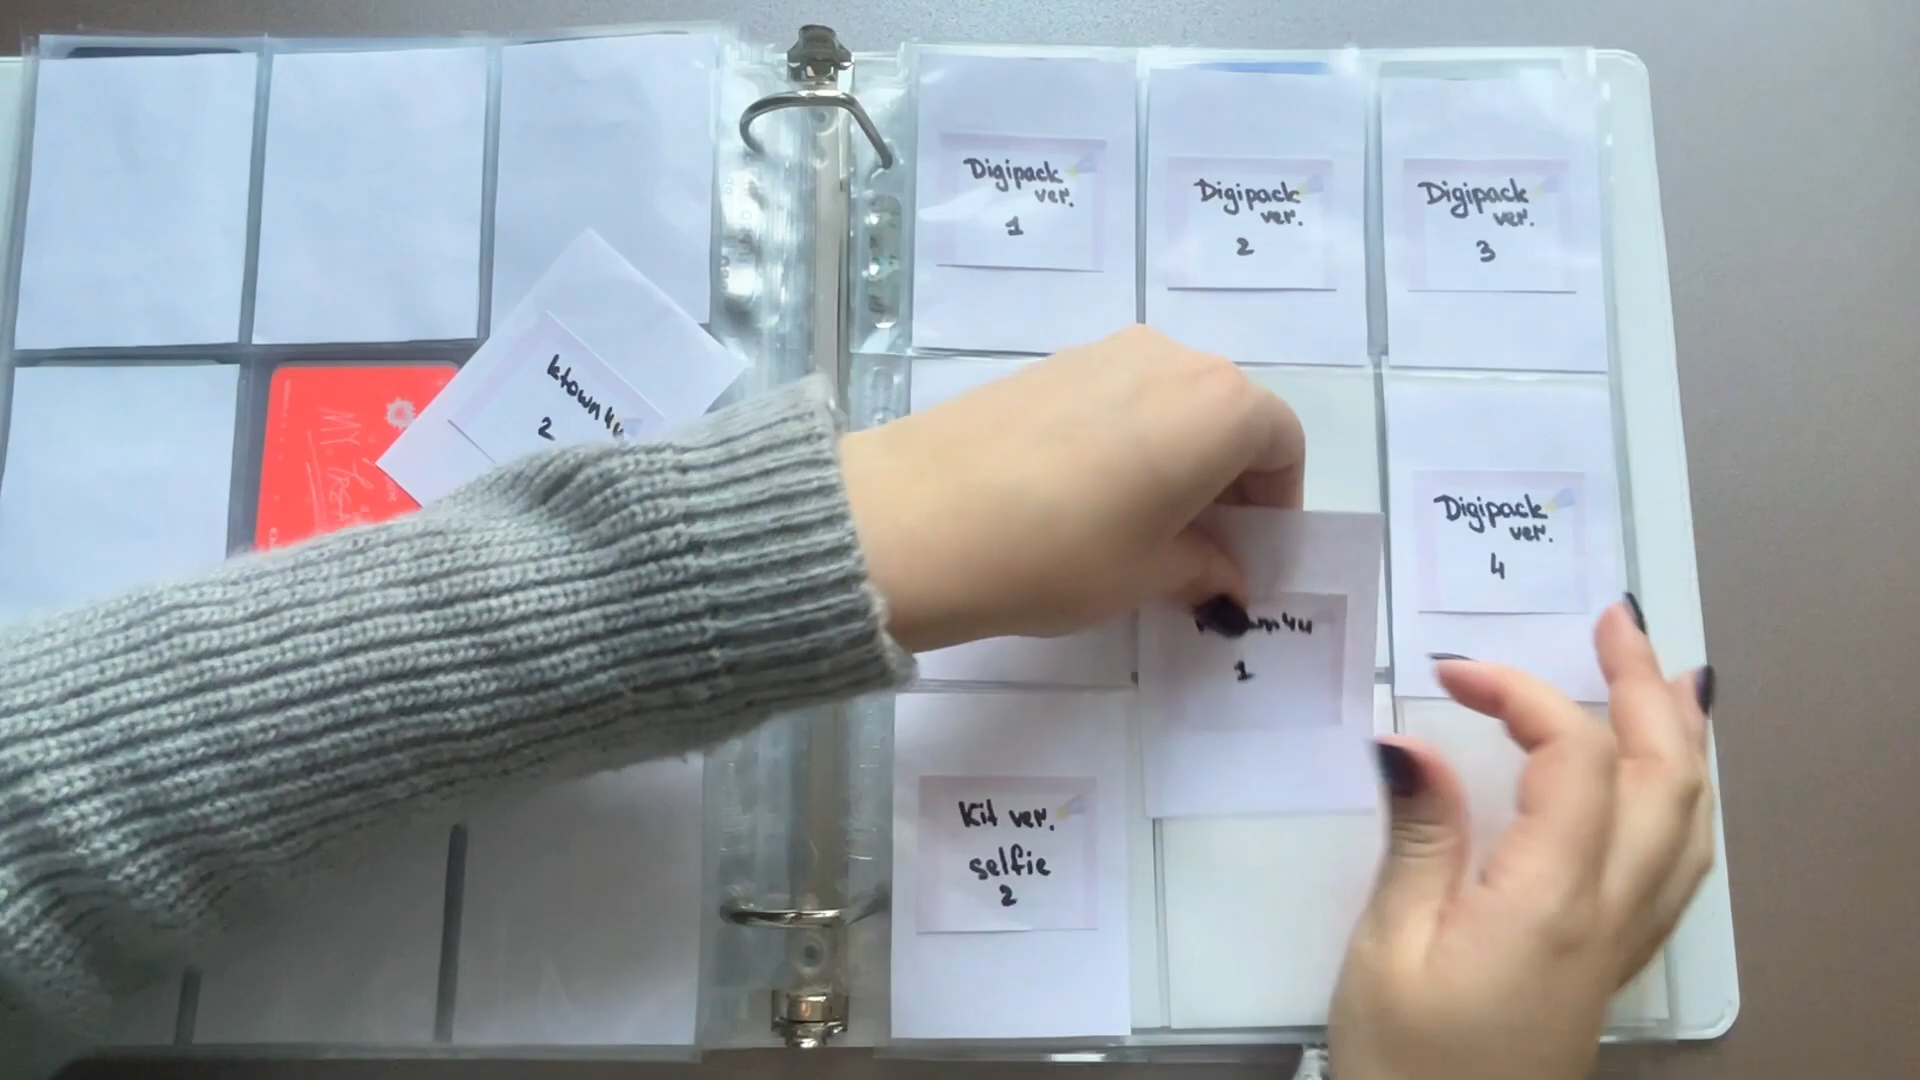 Digipack
ver.
1
Digipack
ver.
2
Digipack
ver.
3
ktown4u
2
MY.
Digipack
ver.
4
1
Kit ver.
selfie
2